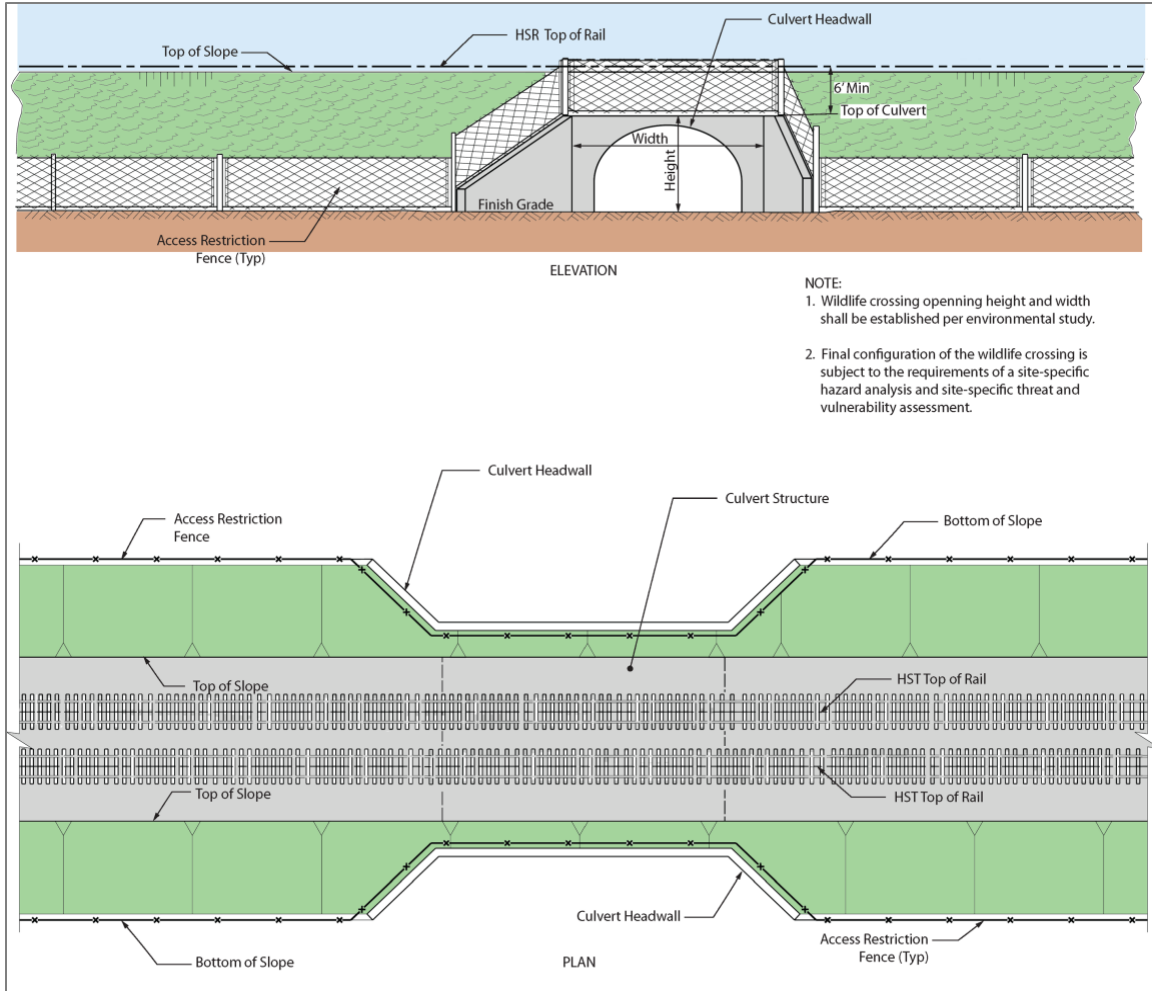 Culvert Headwall
HSR Top of Rail
Top of Slope
6' Min
Top of Culvert
Width
Height
Finish Grade
Access Restriction
Fence (Typ)
ELEVATION
NOTE:
1. Wildlife crossing openning height and width
shall be established per environmental study.
2. Final configuration of the wildlife crossing is
subject to the requirements of a site-specific
hazard analysis and site-specific threat and
vulnerability assessment.
Culvert Headwall
Culvert Structure
Access Restriction
Fence
Bottom of Slope
Top of Slope
HST Top of Rail
Top of Slope
HST Top of Rail
Culvert Headwall
Access Restriction
Fence (Typ)
Bottom of Slope
PLAN